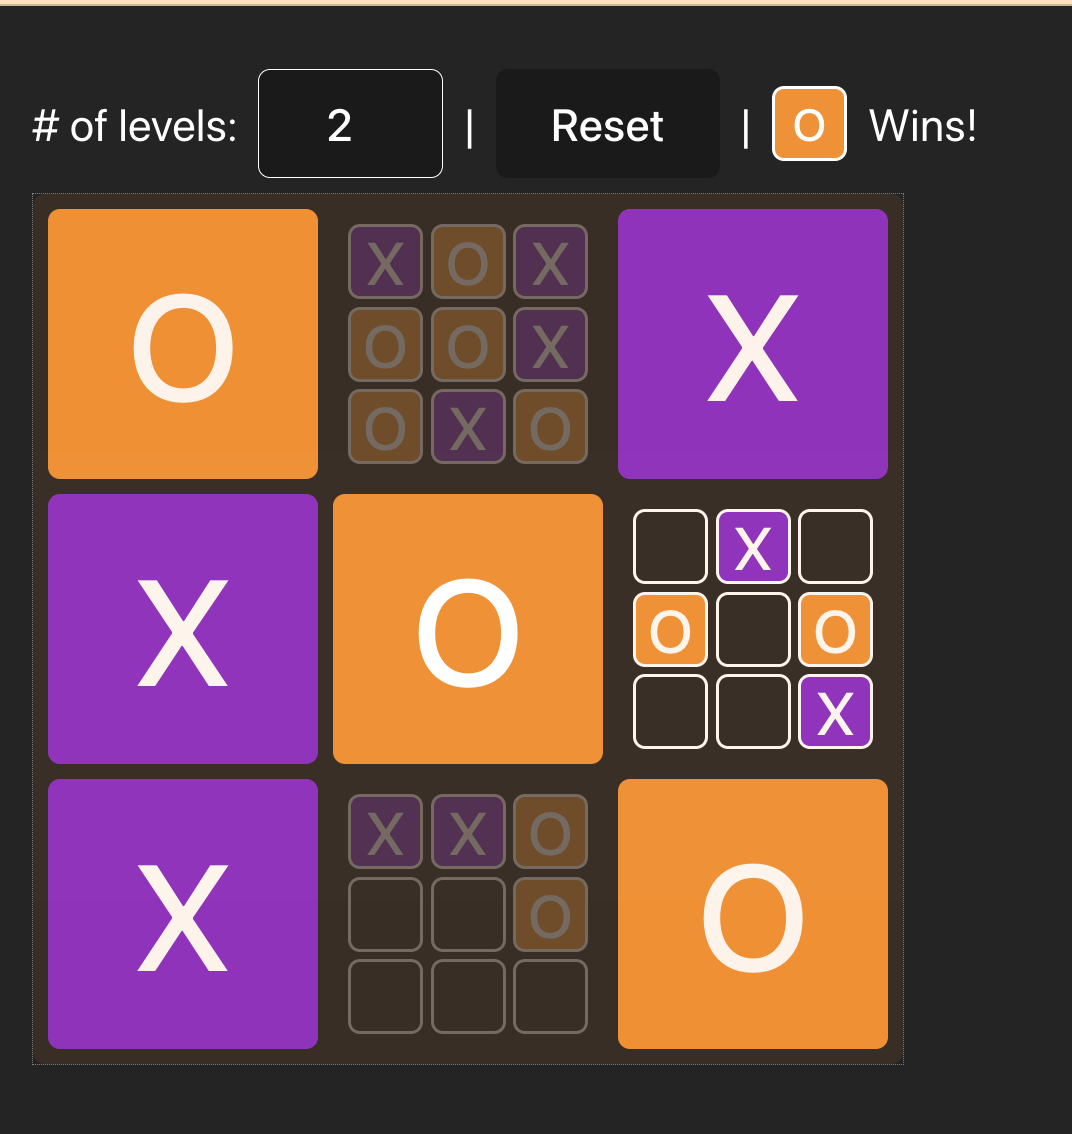 # of levels: 2 | Reset | O Wins!
O X O X X
O O X
O X O
X O X
O O
X
X X X O O
O